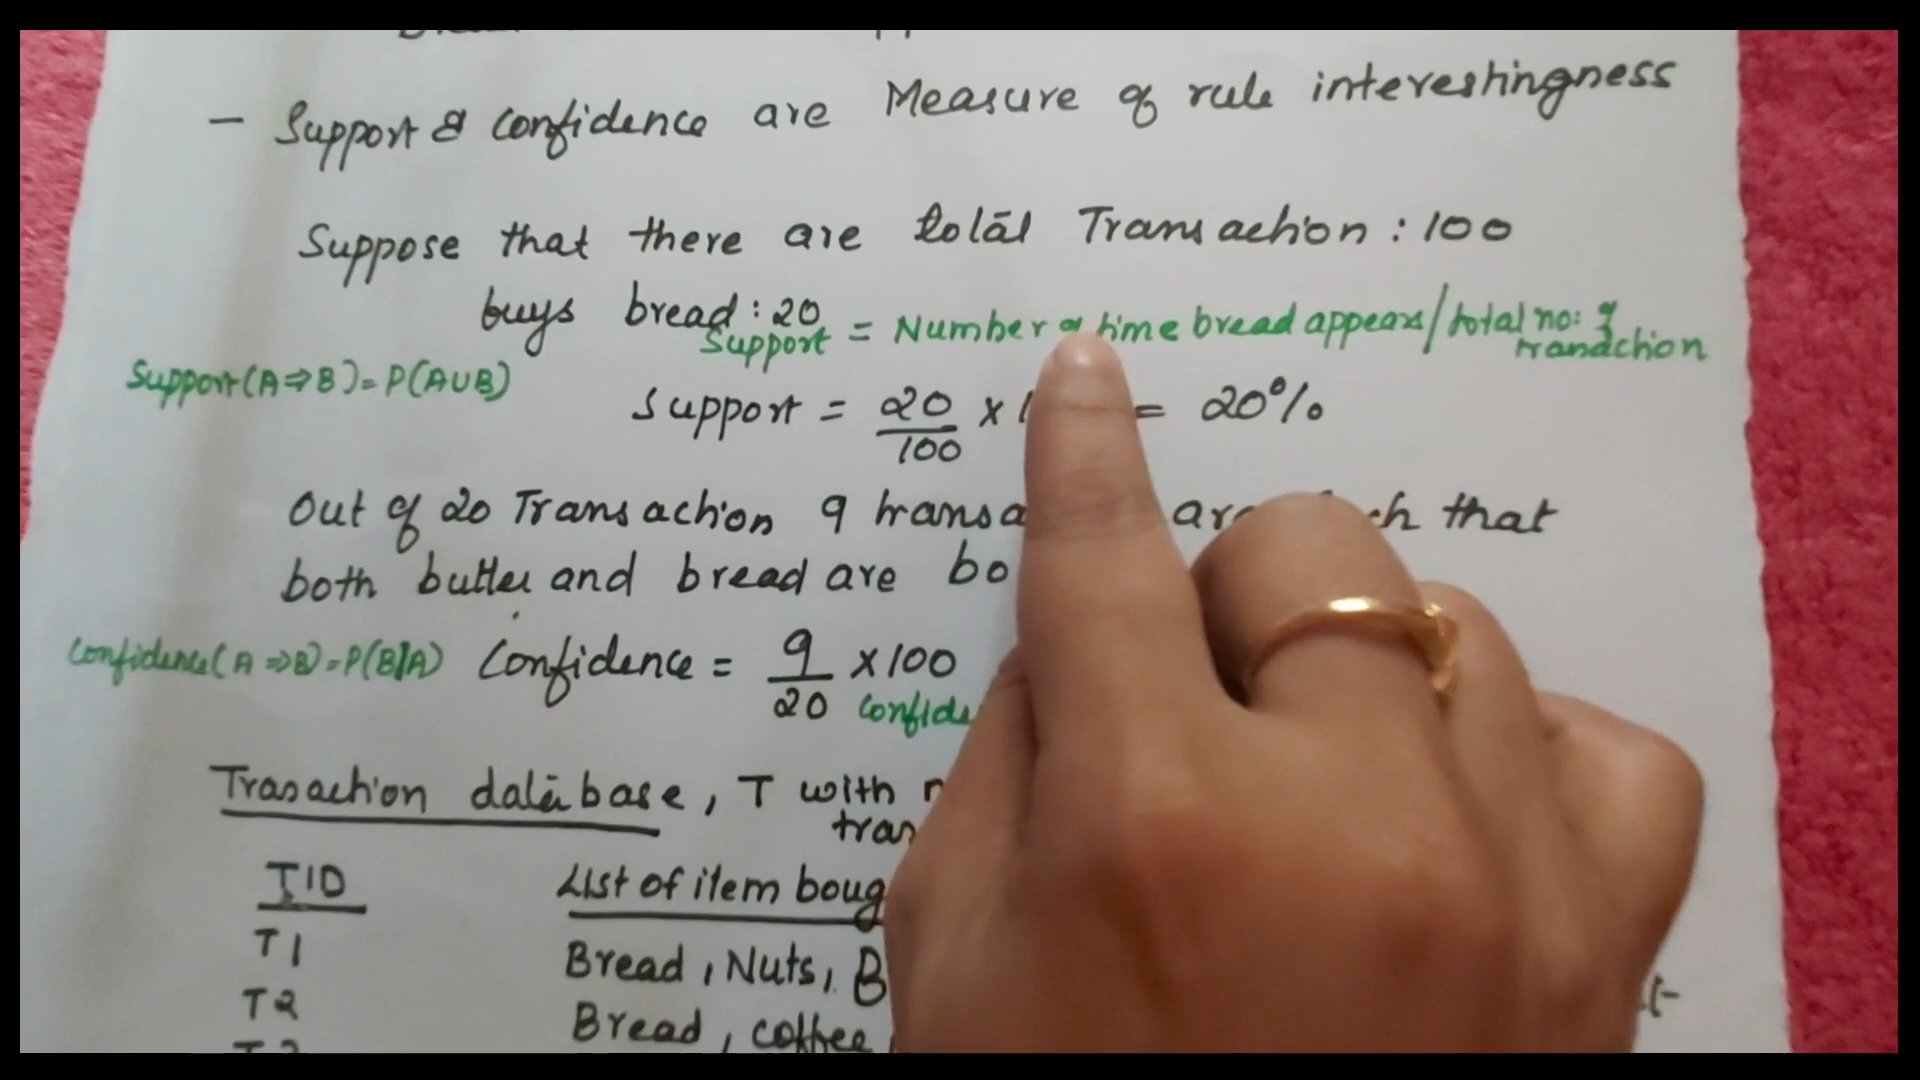 - Support & Confidence are Measure of rule interestingness
Suppose that there are total Transaction : 100
buys bread : 20
Support = Number of time bread appears / total no: of tranaction
Support (A ⇒ B) = P(A∪B)
Support = 20/100 × = 20%
Out of 20 Transaction 9 are that
both butter and bread are
Confidence (A ⇒ B) = P(B|A)
Confidence = 9/20 × 100
Trasaction database, T with
TID List of item
T1 Bread, Nuts,
T2 Bread, coffee